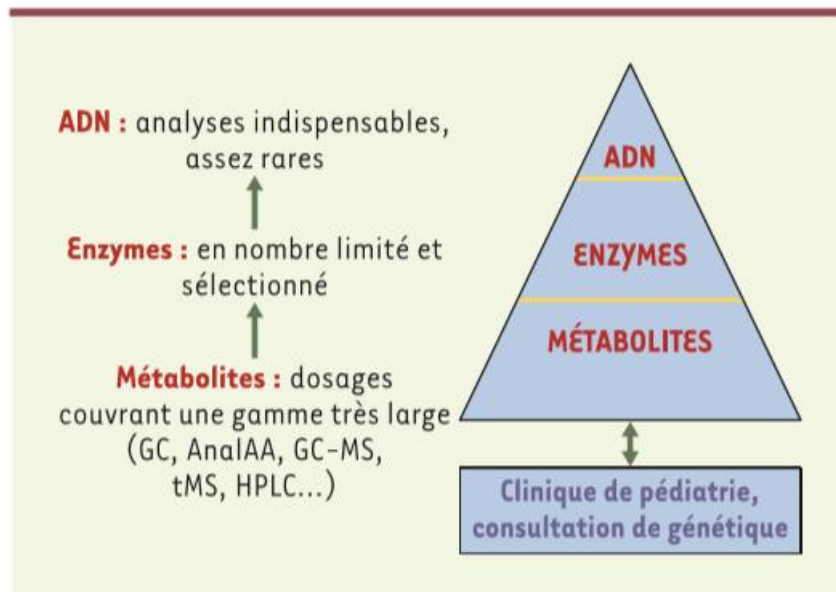 ADN : analyses indispensables,
assez rares
Enzymes : en nombre limité et
sélectionné
Métabolites : dosages
couvrant une gamme très large
(GC, AnalAA, GC-MS,
tMS, HPLC...)
ADN
ENZYMES
MÉTABOLITES
Clinique de pédiatrie,
consultation de génétique